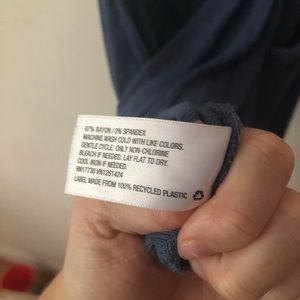 97% RAYON / 3% SPANDEX
MACHINE WASH COLD WITH LIKE COLORS.
GENTLE CYCLE. ONLY NON-CHLORINE
BLEACH IF NEEDED. LAY FLAT TO DRY.
COOL IRON IF NEEDED.
RN17730 VN1261424
LABEL MADE FROM 100% RECYCLED PLASTIC